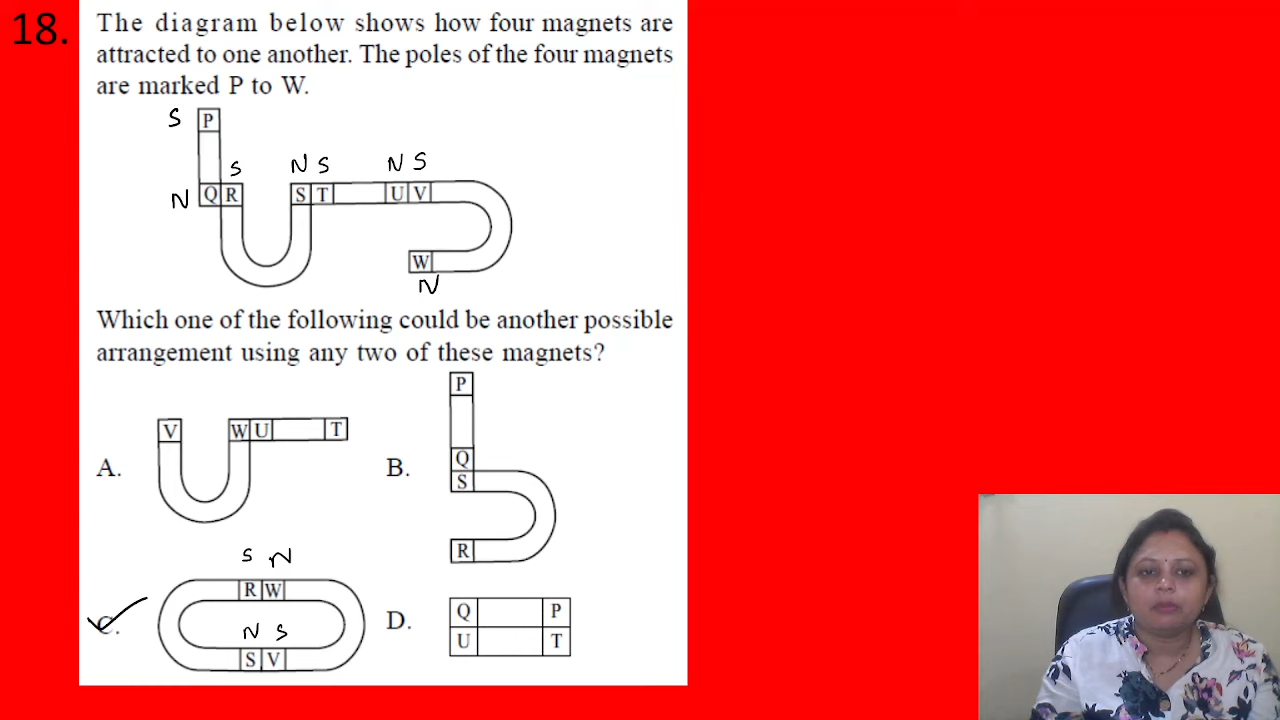 18.
The diagram below shows how four magnets are
attracted to one another. The poles of the four magnets
are marked P to W.
S P
S N S N S
N Q R S T U V
W
N
Which one of the following could be another possible
arrangement using any two of these magnets?
A. V W U T
B. P Q S R
C. S N
R W
N S
S V
D. Q P
U T